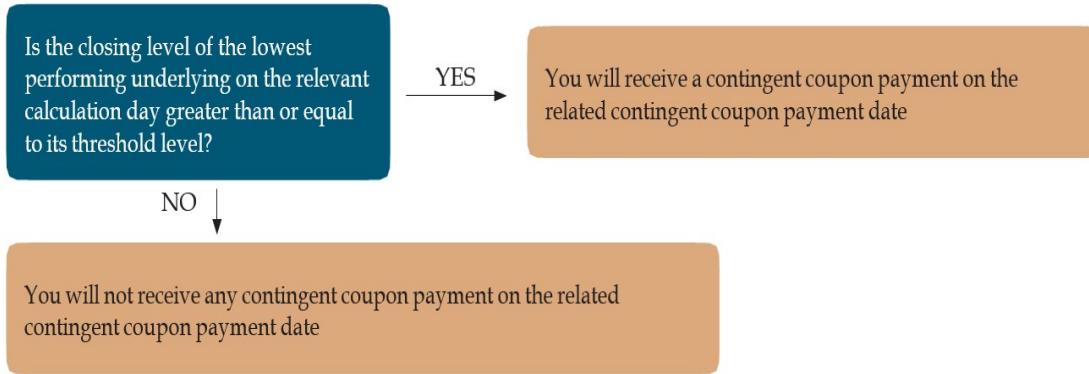 Is the closing level of the lowest
performing underlying on the relevant
calculation day greater than or equal
to its threshold level?
YES
You will receive a contingent coupon payment on the
related contingent coupon payment date
NO
You will not receive any contingent coupon payment on the related
contingent coupon payment date